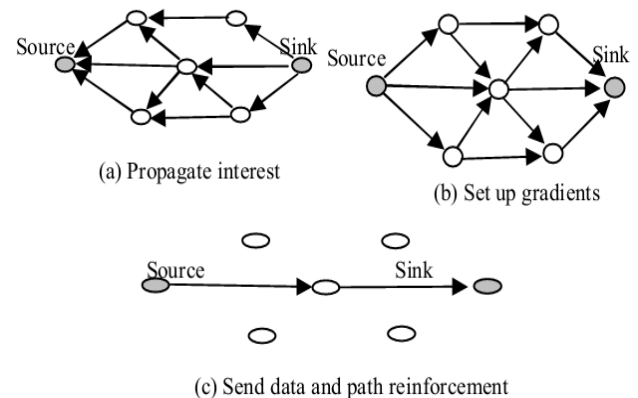 Source
Sink
(a) Propagate interest
Source
Sink
(b) Set up gradients
Source
Sink
(c) Send data and path reinforcement